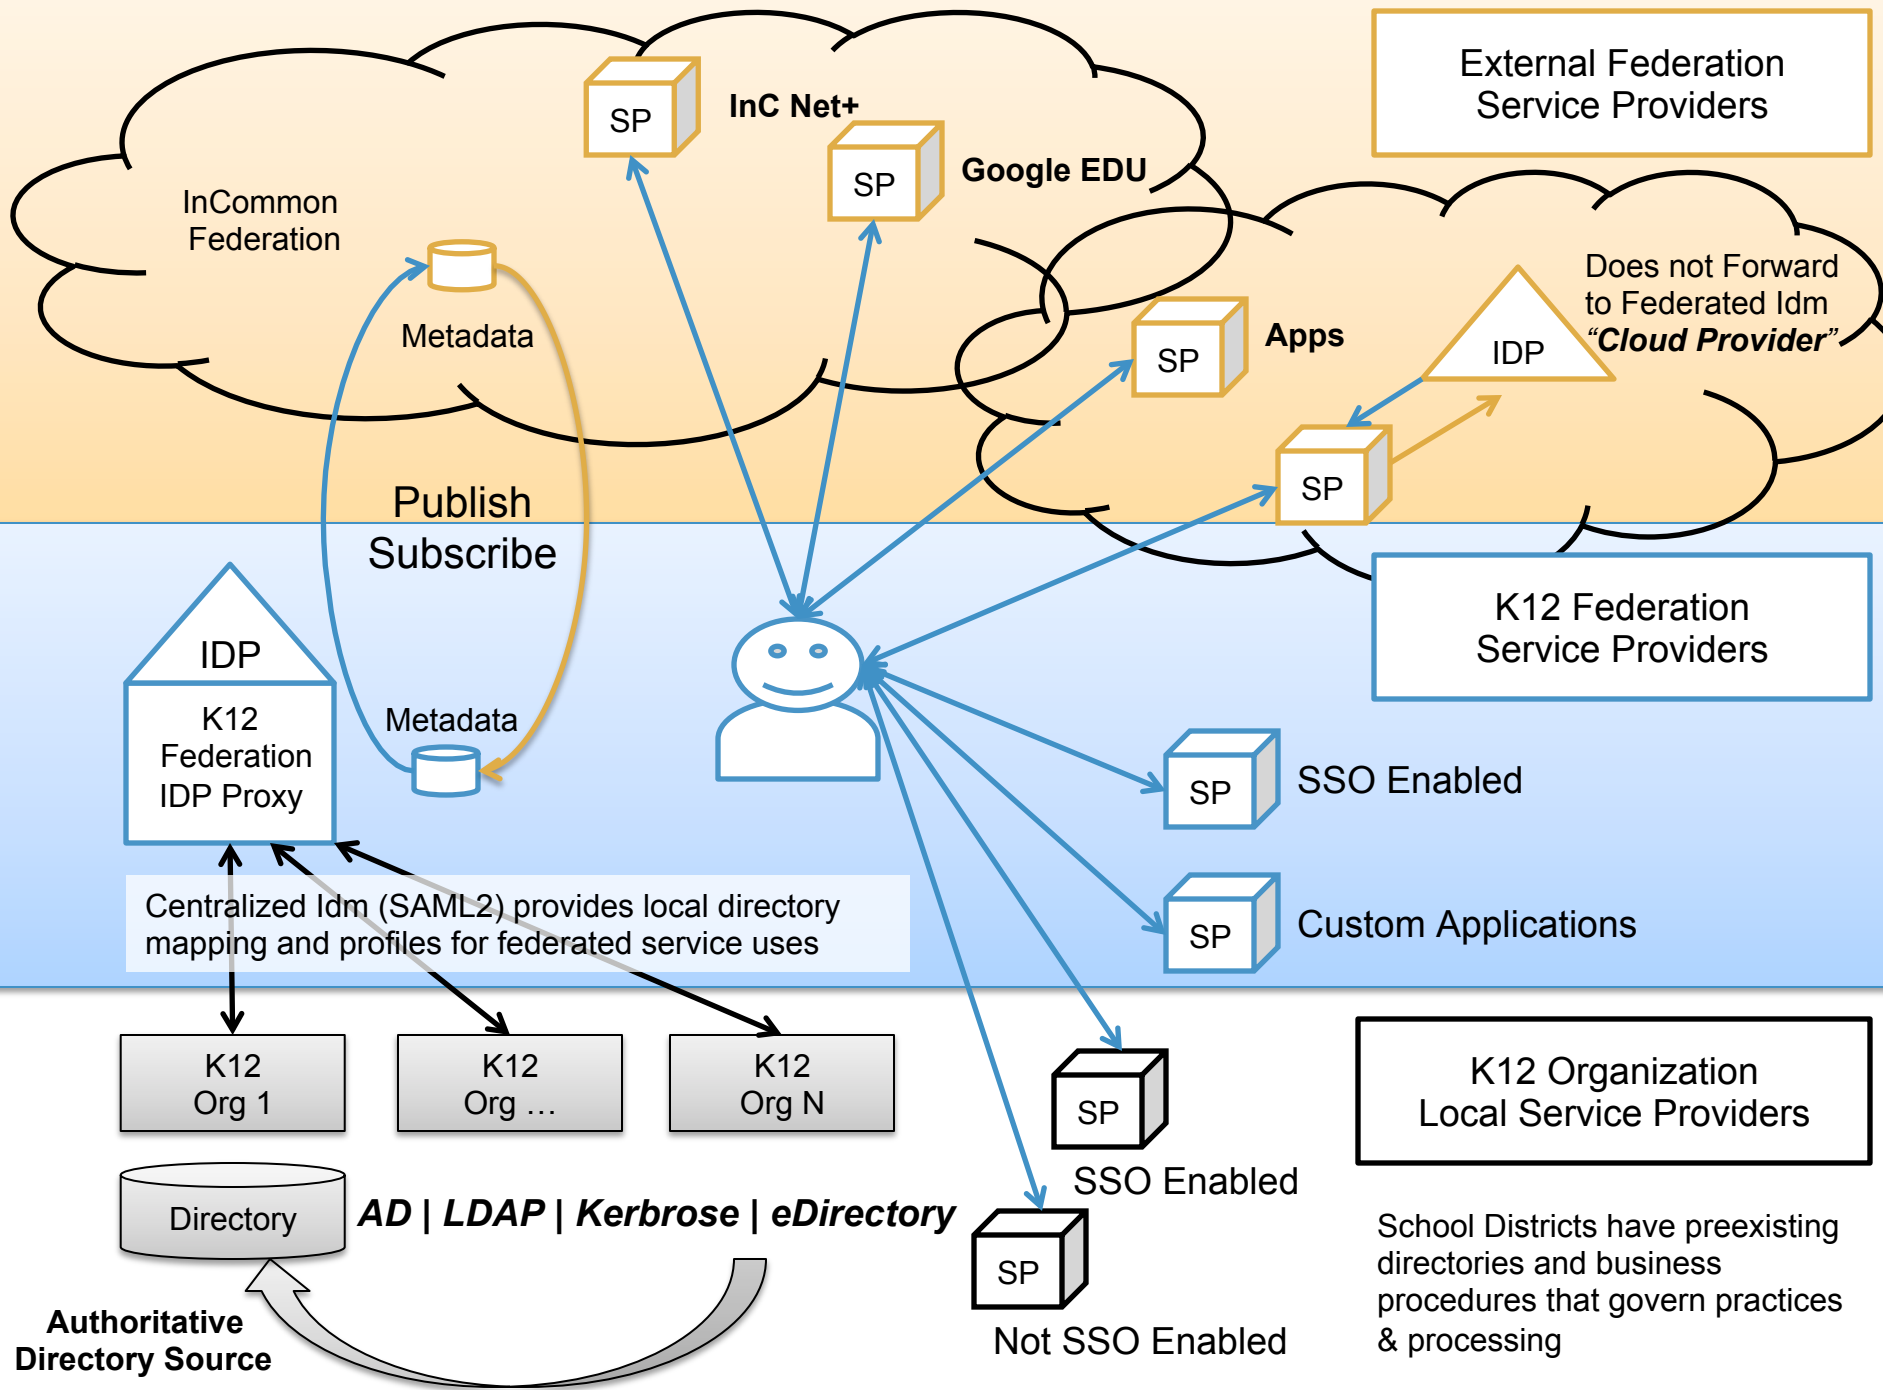 External Federation
Service Providers
SP
InC Net+
SP
Google EDU
InCommon
Federation
Metadata
Does not Forward
to Federated Idm
“Cloud Provider”
SP
Apps
IDP
SP
Publish
Subscribe
K12 Federation
Service Providers
IDP
K12
Federation
IDP Proxy
Metadata
SP
SSO Enabled
Centralized Idm (SAML2) provides local directory
mapping and profiles for federated service uses
SP
Custom Applications
K12
Org 1
K12
Org …
K12
Org N
SP
SSO Enabled
K12 Organization
Local Service Providers
Directory
AD | LDAP | Kerbrose | eDirectory
SP
Not SSO Enabled
School Districts have preexisting
directories and business
procedures that govern practices
& processing
Authoritative
Directory Source